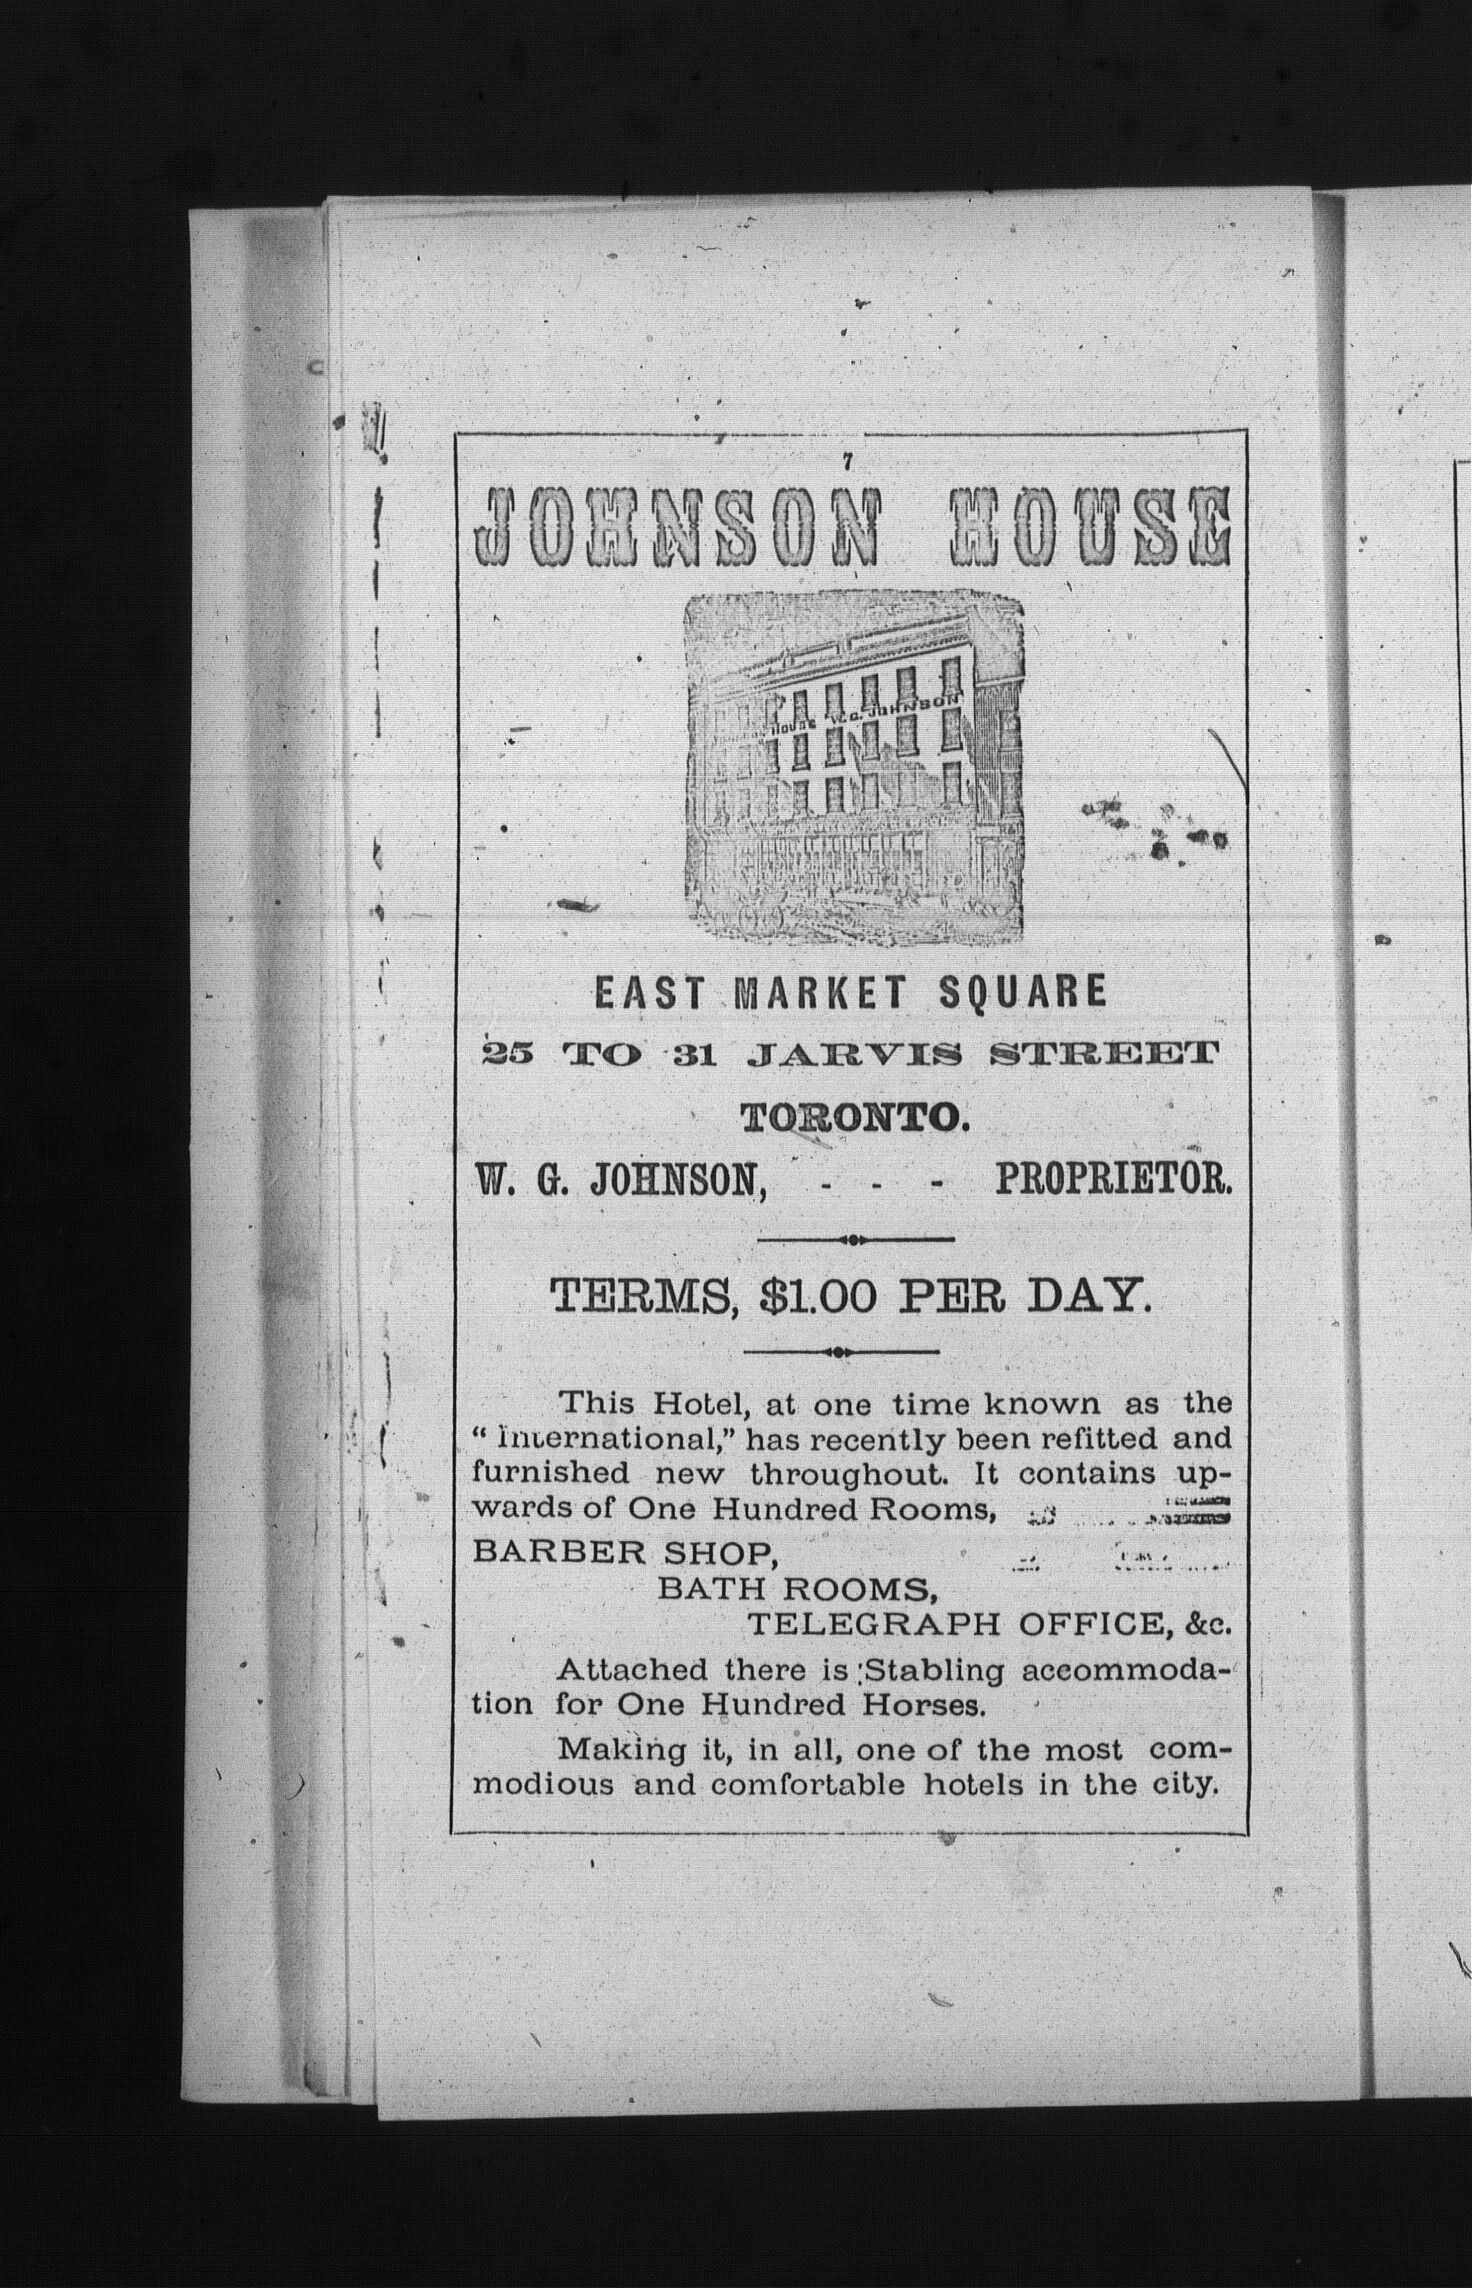 7
JOHNSON HOUSE
HOUSE W.G. JOHNSON
EAST MARKET SQUARE
25 TO 31 JARVIS STREET
TORONTO.
W. G. JOHNSON, - - - PROPRIETOR.
TERMS, $1.00 PER DAY.
This Hotel, at one time known as the
“ International,” has recently been refitted and
furnished new throughout. It contains up-
wards of One Hundred Rooms,
BARBER SHOP,
BATH ROOMS,
TELEGRAPH OFFICE, &c.
Attached there is Stabling accommoda-
tion for One Hundred Horses.
Making it, in all, one of the most com-
modious and comfortable hotels in the city.